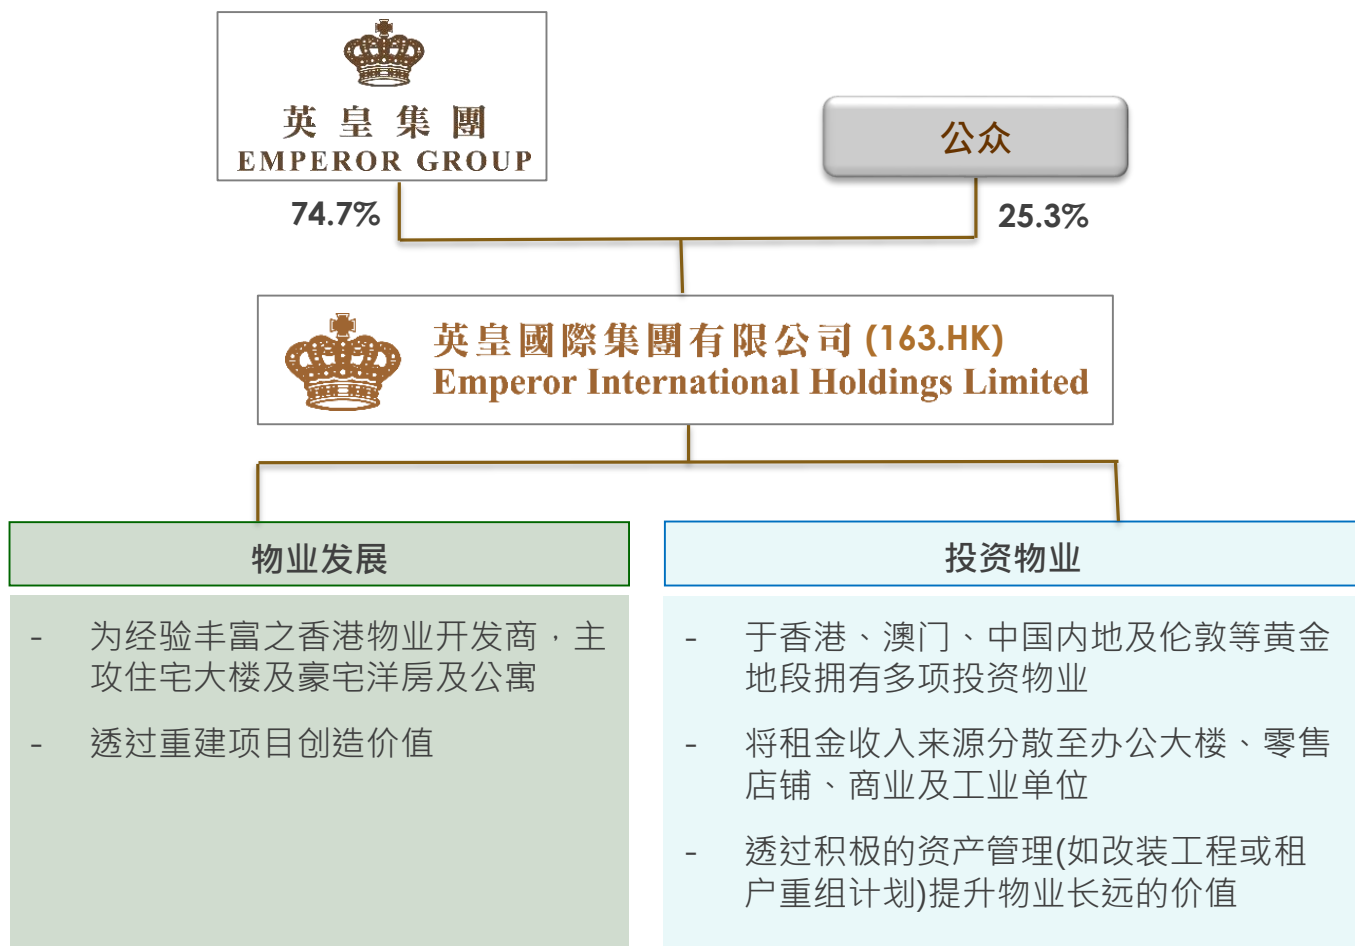 英皇集團
EMPEROR GROUP
公众
74.7%
25.3%
英皇國際集團有限公司 (163.HK)
Emperor International Holdings Limited
物业发展
- 为经验丰富之香港物业开发商，主
攻住宅大楼及豪宅洋房及公寓
- 透过重建项目创造价值
投资物业
- 于香港、澳门、中国内地及伦敦等黄金
地段拥有多项投资物业
- 将租金收入来源分散至办公大楼、零售
店铺、商业及工业单位
- 透过积极的资产管理(如改装工程或租
户重组计划)提升物业长远的价值